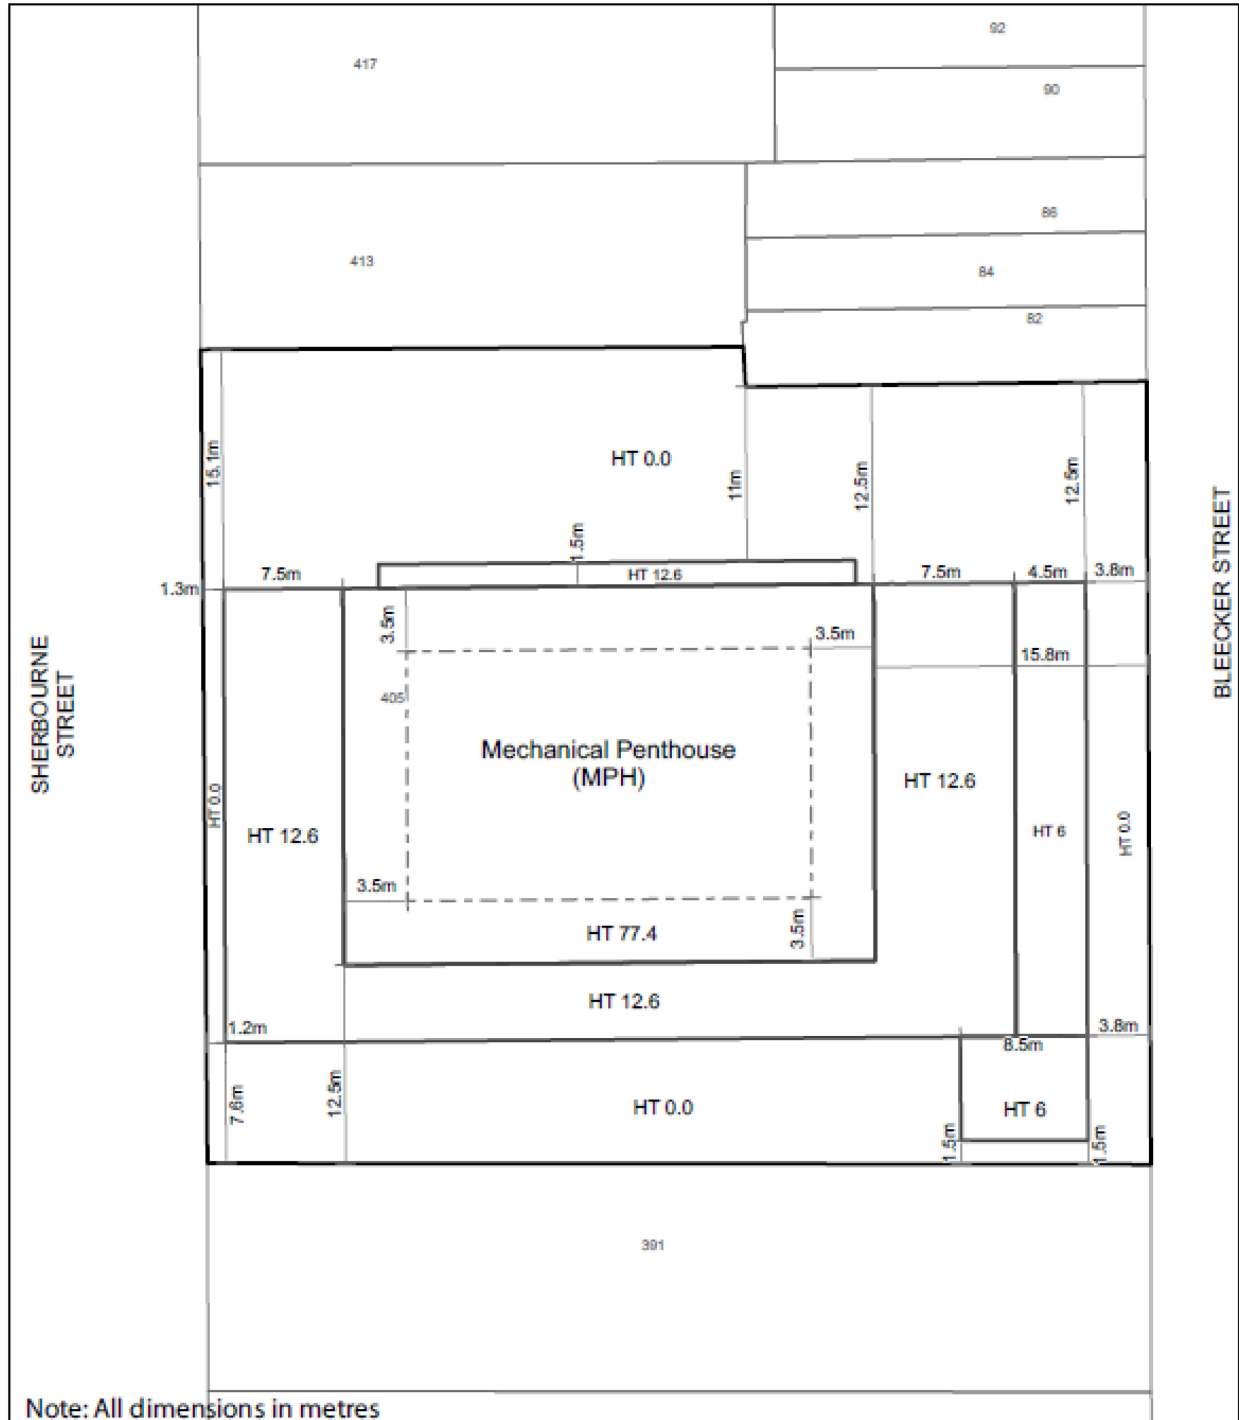 92
417
90
86
413
84
82
15.1m
HT 0.0
11m
12.5m
12.5m
1.5m
7.5m
HT 12.6
7.5m
4.5m
3.8m
1.3m
BLEECKER STREET
3.5m
3.5m
15.8m
SHERBOURNE
STREET
405
Mechanical Penthouse
(MPH)
HT 12.6
HT 0.0
HT 12.6
HT 6
HT 0.0
3.5m
3.5m
HT 77.4
HT 12.6
1.2m
3.8m
8.5m
7.6m
12.5m
HT 0.0
HT 6
1.5m
1.5m
391
Note: All dimensions in metres